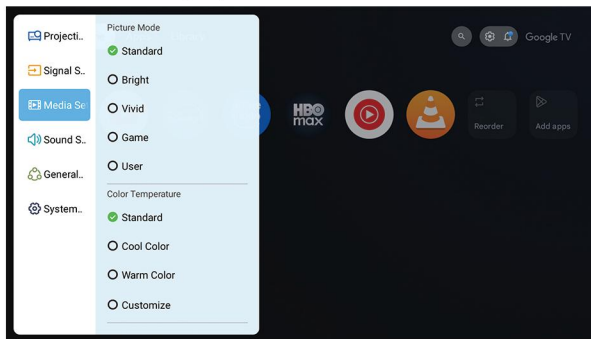 Picture Mode
Projecti..
Standard
Signal S..
Bright
Media Se
Vivid
Sound S..
Game
General..
User
System..
Color Temperature
Standard
Cool Color
Warm Color
Customize
Google TV
HBO
max
Reorder
Add apps